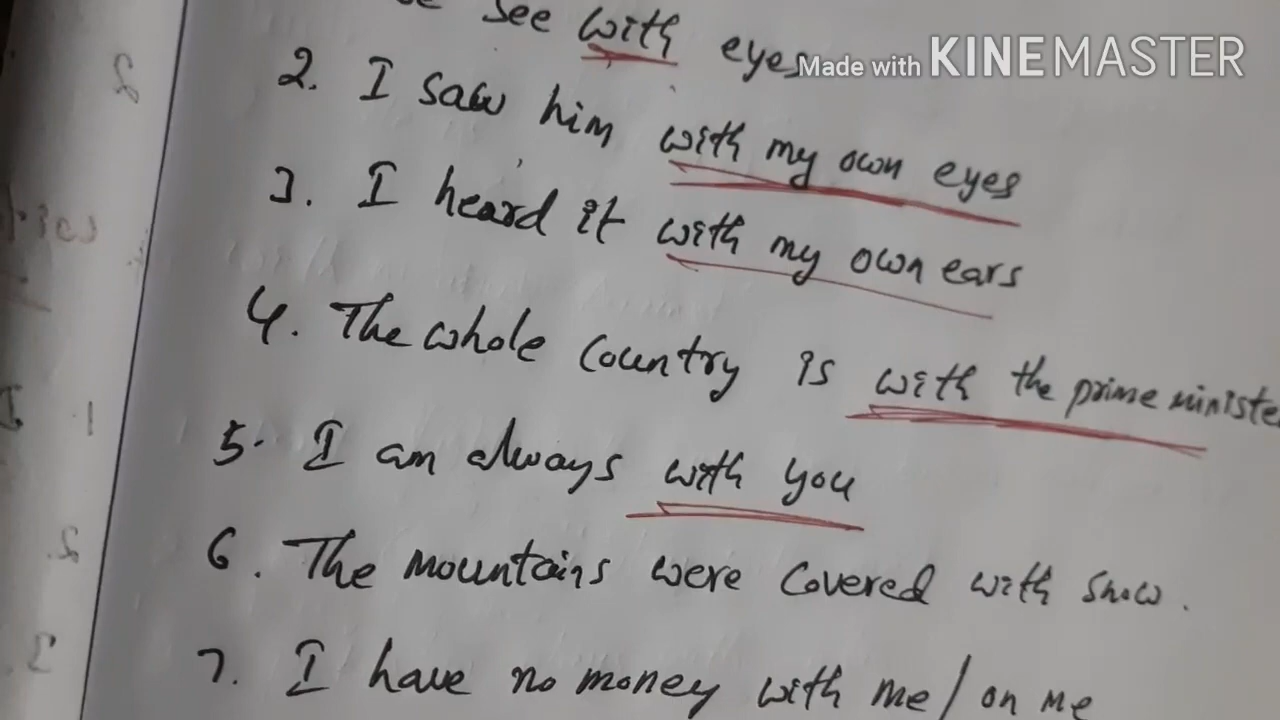 see with eyes
Made with KINEMASTER
2. I saw him with my own eyes
3. I heard it with my own ears
4. The whole country is with the prime ministe
5. I am always with you
6. The mountains were covered with snow.
7. I have no money with me / on me